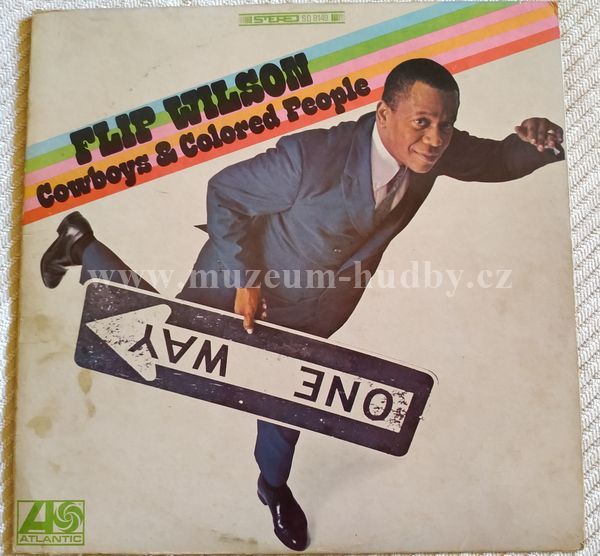 STEREO SD 8149
FLIP WILSON
Cowboys & Colored People
www.muzeum-hudby.cz
ONE WAY
ATLANTIC